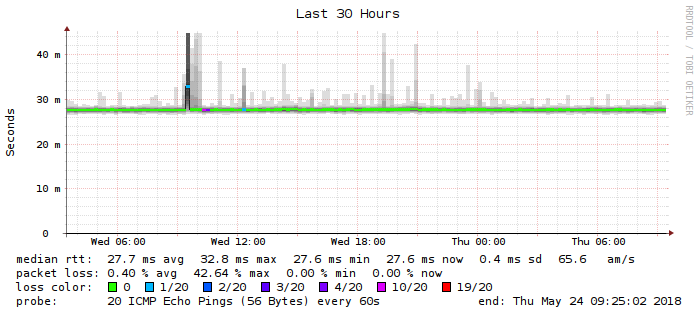 Last 30 Hours
RRDTOOL / TOBI OETIKER
Seconds
40 m
30 m
20 m
10 m
0
Wed 06:00 Wed 12:00 Wed 18:00 Thu 00:00 Thu 06:00
median rtt: 27.7 ms avg 32.8 ms max 27.6 ms min 27.6 ms now 0.4 ms sd 65.6 am/s
packet loss: 0.40 % avg 42.64 % max 0.00 % min 0.00 % now
loss color: 0 1/20 2/20 3/20 4/20 10/20 19/20
probe: 20 ICMP Echo Pings (56 Bytes) every 60s end: Thu May 24 09:25:02 2018